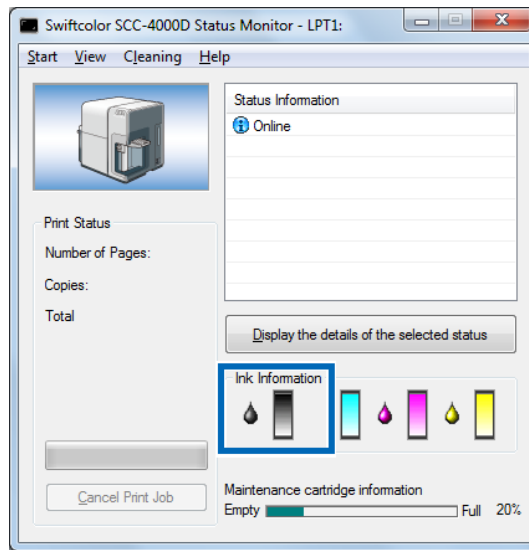 Swiftcolor SCC-4000D Status Monitor - LPT1:
Start View Cleaning Help
Status Information
Online
Print Status
Number of Pages:
Copies:
Total
Display the details of the selected status
Ink Information
Cancel Print Job
Maintenance cartridge information
Empty Full 20%